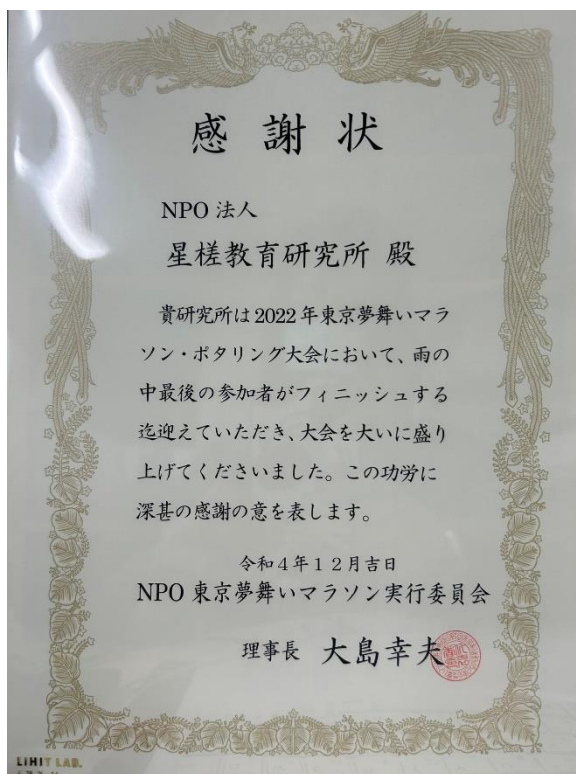 感謝状
NPO 法人
星槎教育研究所 殿
貴研究所は2022年東京夢舞いマラ
ソン・ポタリング大会において、雨の
中最後の参加者がフィニッシュする
迄迎えていただき、大会を大いに盛り
上げてくださいました。この功労に
深甚の感謝の意を表します。
令和4年12月吉日
NPO 東京夢舞いマラソン実行委員会
理事長 大島幸夫
LIHIT LAB.